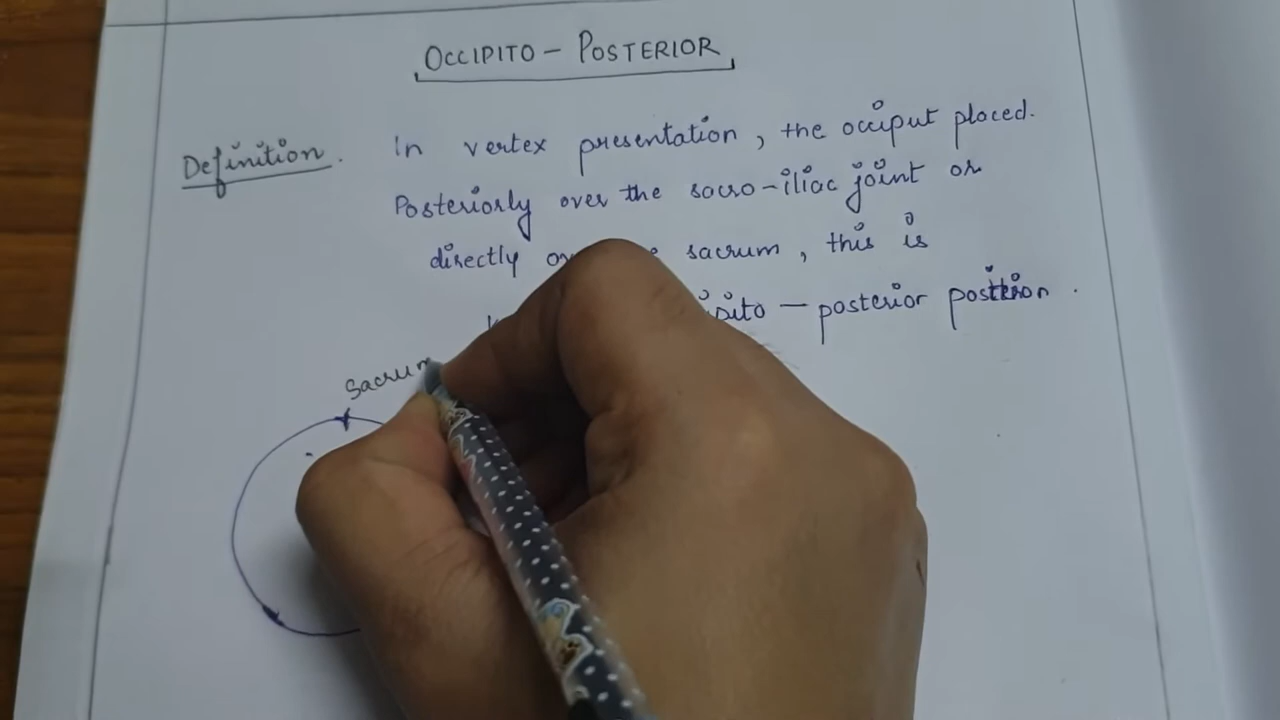 OCCIPITO - POSTERIOR
Definition. In vertex presentation, the occiput placed.
Posteriorly over the sacro-iliac joint or
directly sacrum, this is
- posterior position.
Sacrum